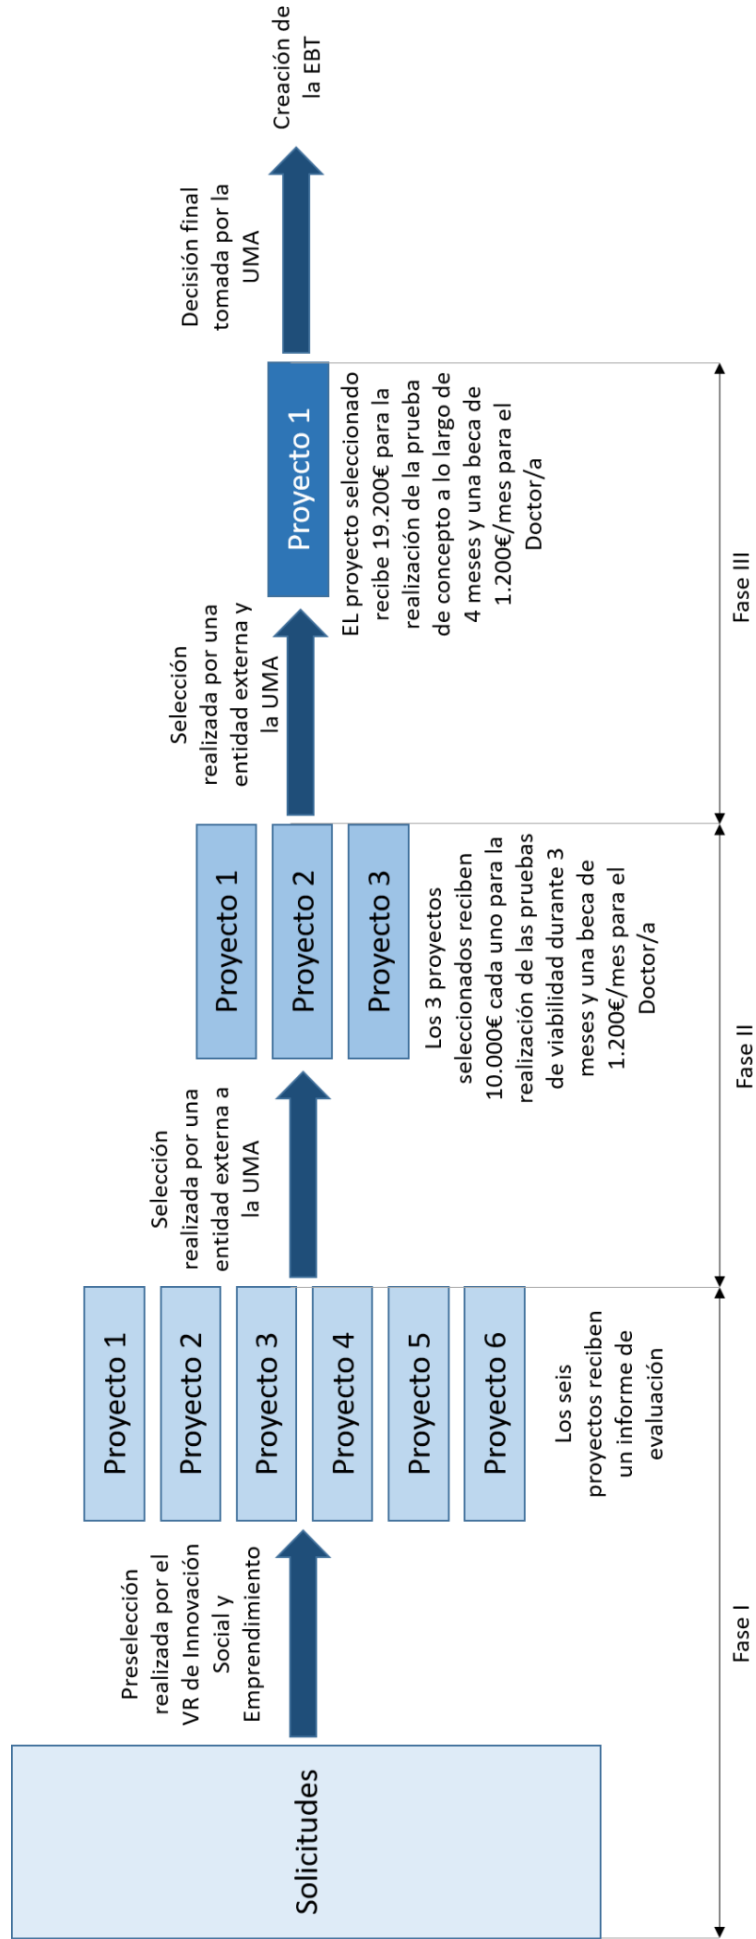 Solicitudes
Preselección
realizada por el
VR de Innovación
Social y
Emprendimiento
Proyecto 1
Proyecto 2
Proyecto 3
Proyecto 4
Proyecto 5
Proyecto 6
Los seis
proyectos reciben
un informe de
evaluación
Selección
realizada por una
entidad externa a
la UMA
Proyecto 1
Proyecto 2
Proyecto 3
Los 3 proyectos
seleccionados reciben
10.000€ cada uno para la
realización de las pruebas
de viabilidad durante 3
meses y una beca de
1.200€/mes para el
Doctor/a
Selección
realizada por una
entidad externa y
la UMA
Proyecto 1
EL proyecto seleccionado
recibe 19.200€ para la
realización de la prueba
de concepto a lo largo de
4 meses y una beca de
1.200€/mes para el
Doctor/a
Decisión final
tomada por la
UMA
Creación de
la EBT
Fase I
Fase II
Fase III